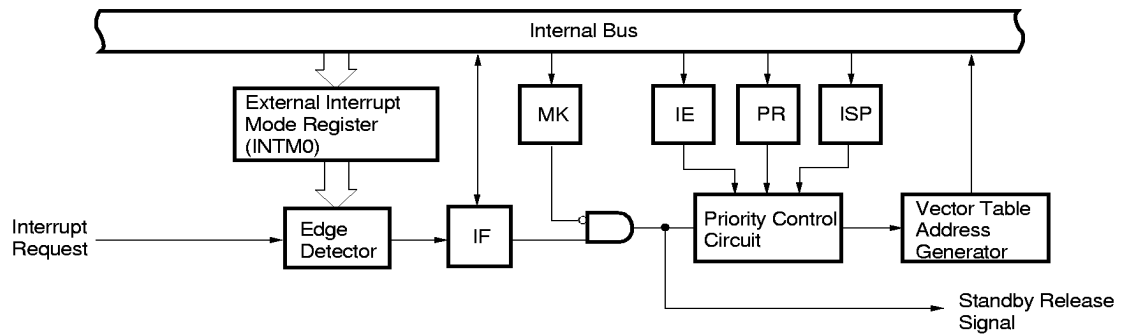 Internal Bus
External Interrupt
Mode Register
(INTM0)
MK
IE
PR
ISP
Interrupt
Request
Edge
Detector
IF
Priority Control
Circuit
Vector Table
Address
Generator
Standby Release
Signal